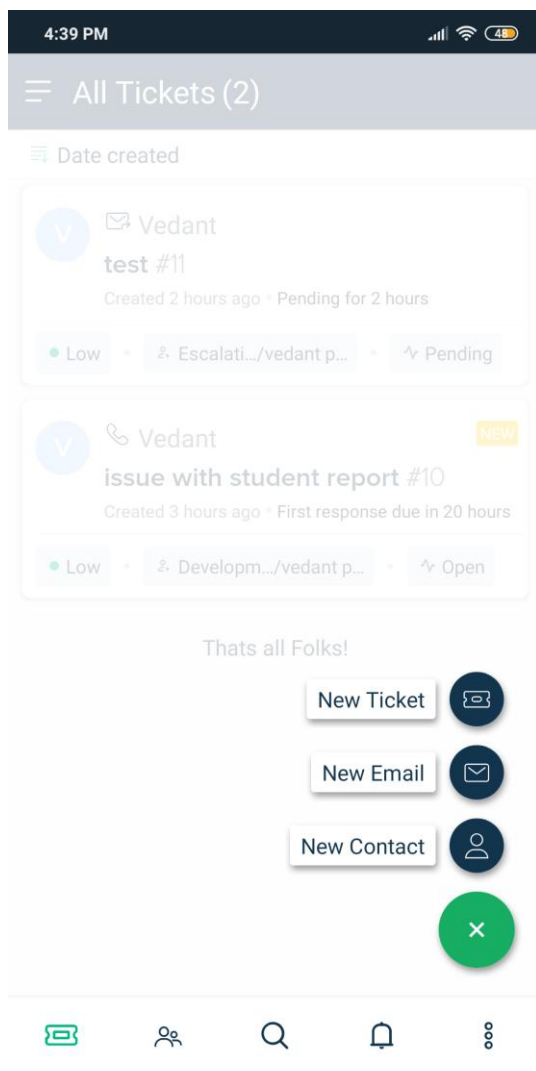 4:39 PM
48
All Tickets (2)
Date created
V
Vedant
test #11
Created 2 hours ago • Pending for 2 hours
Low • Escalati.../vedant p... • Pending
V
Vedant
NEW
issue with student report #10
Created 3 hours ago • First response due in 20 hours
Low • Developm.../vedant p... • Open
Thats all Folks!
New Ticket
New Email
New Contact